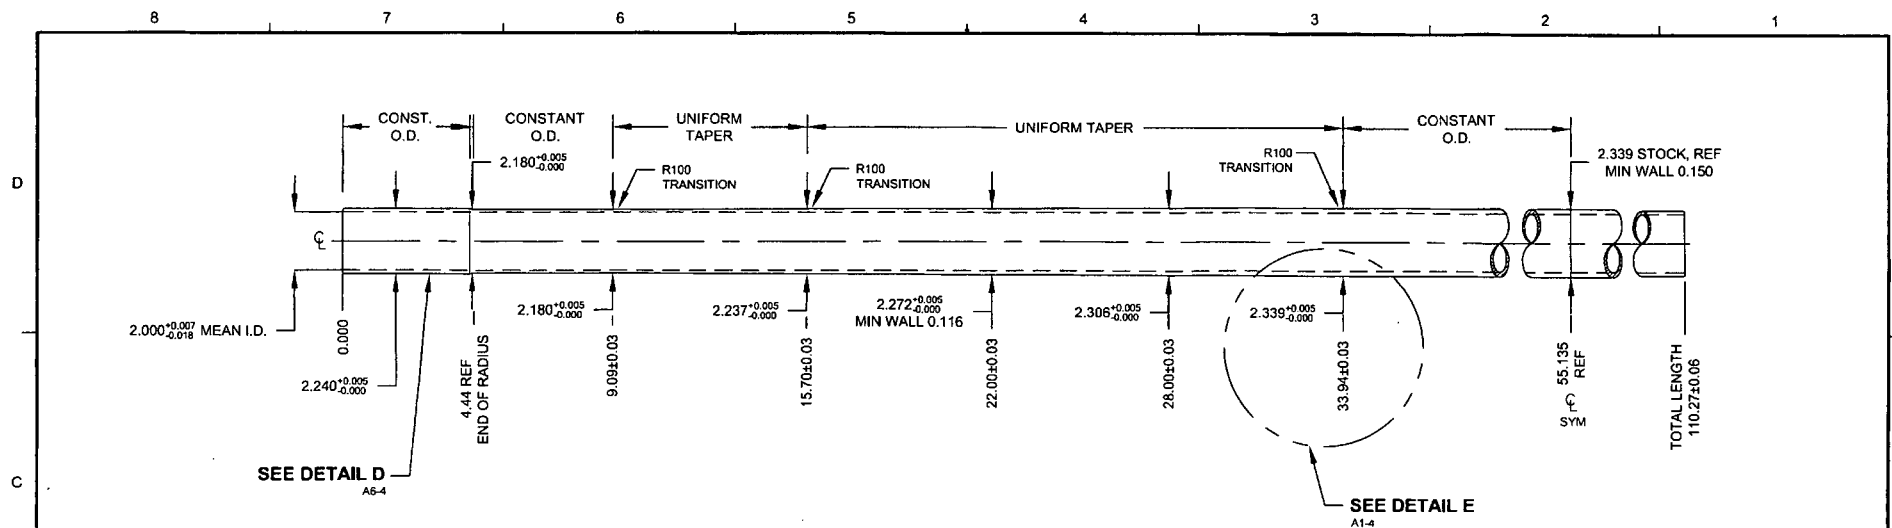 8 7 6 5 4 3 2 1
CONST.
O.D.
CONSTANT
O.D.
UNIFORM
TAPER
UNIFORM TAPER
CONSTANT
O.D.
2.180 +0.005 -0.000
R100
TRANSITION
R100
TRANSITION
R100
TRANSITION
2.339 STOCK, REF
MIN WALL 0.150
D
℄
2.000 +0.007 -0.018 MEAN I.D.
0.000
2.240 +0.005 -0.000
4.44 REF
END OF RADIUS
2.180 +0.005 -0.000
9.09±0.03
2.237 +0.005 -0.000
15.70±0.03
2.272 +0.005 -0.000
MIN WALL 0.116
22.00±0.03
2.306 +0.005 -0.000
28.00±0.03
2.339 +0.005 -0.000
33.94±0.03
55.135
REF
℄
SYM
TOTAL LENGTH
110.27±0.06
SEE DETAIL D
A6-4
C
SEE DETAIL E
A1-4